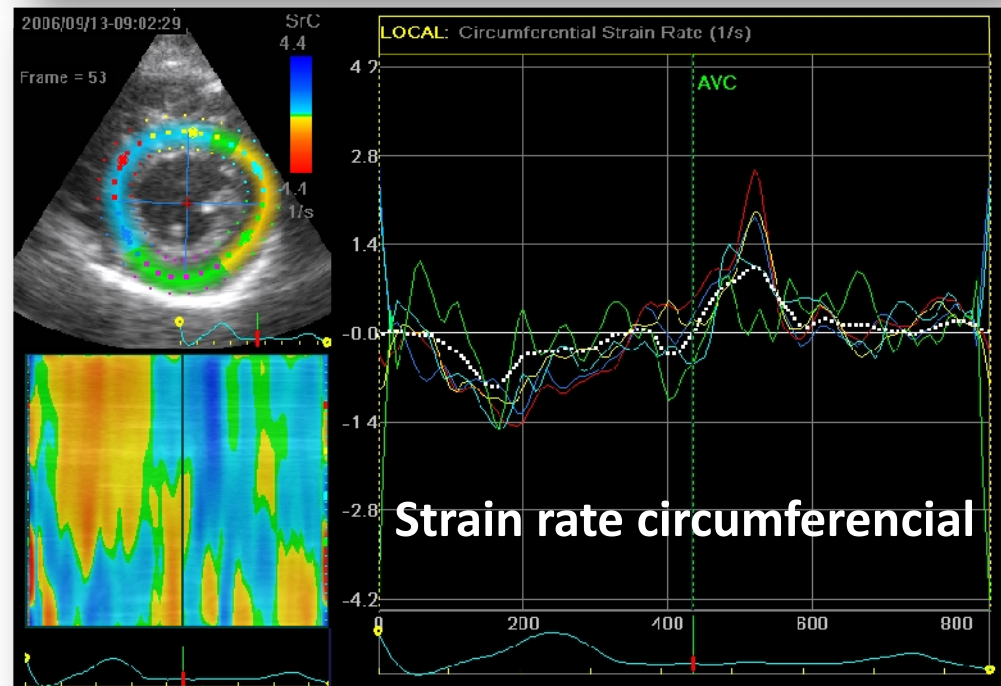 2006/09/13-09:02:29
SrC
4.4
Frame = 53
-4.4
1/s
LOCAL: Circumferential Strain Rate (1/s)
AVC
4.2
2.8
1.4
-0.0
-1.4
-2.8
-4.2
Strain rate circumferencial
0 200 400 600 800